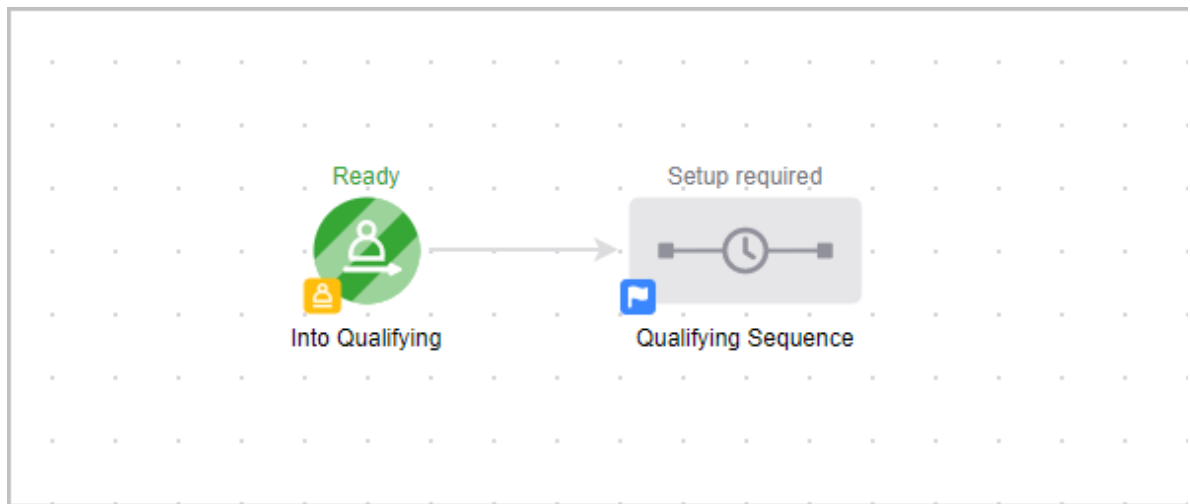 Ready
Setup required
Into Qualifying
Qualifying Sequence